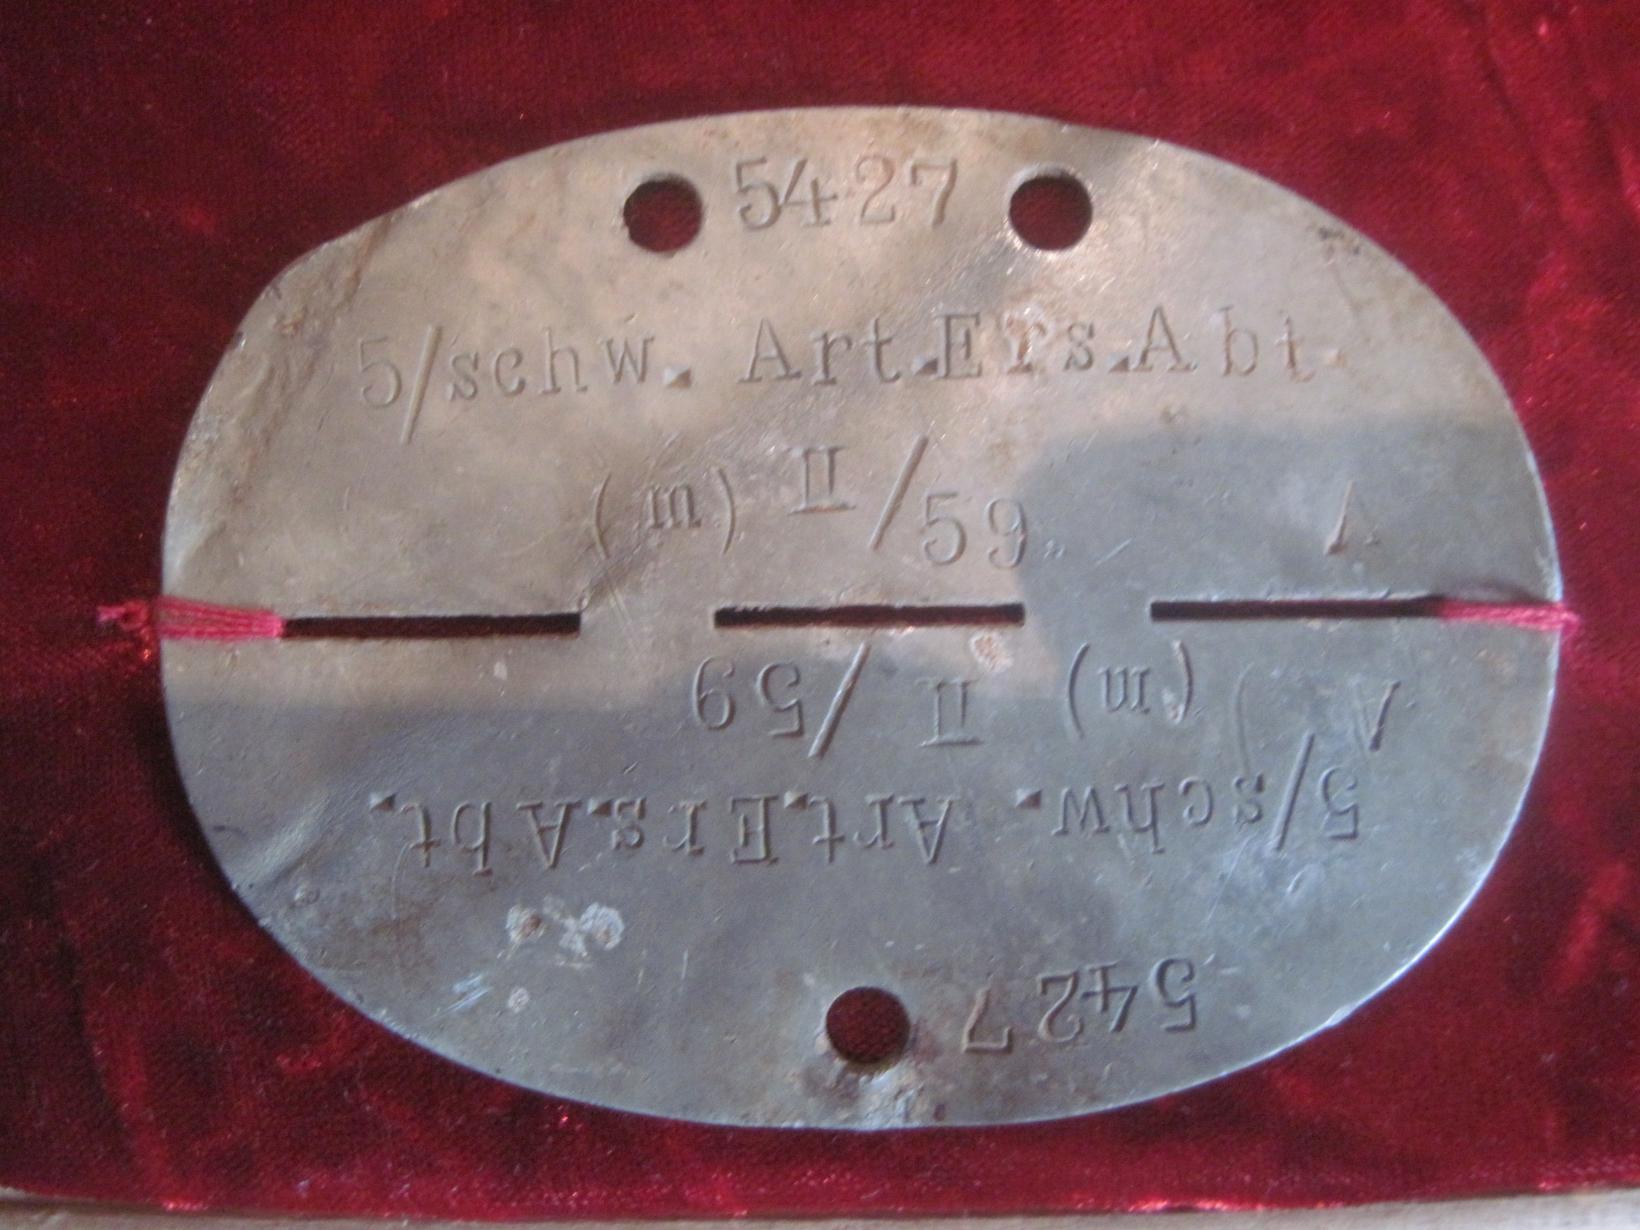 5427
5/schw. Art.Ers.Abt.
(m) II/59. Λ
Λ (m) II/59
5/schw. Art.Ers.Abt.
5427